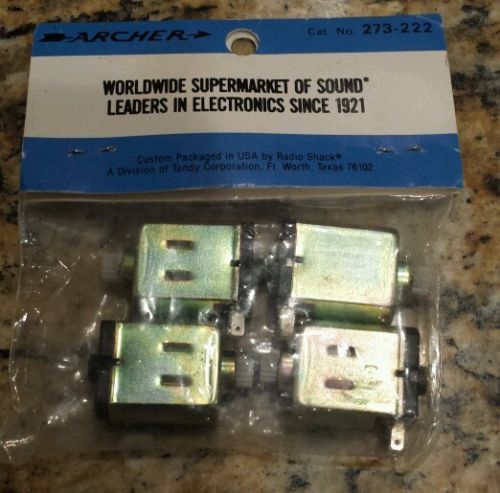 ARCHER
Cat. No. 273-222
WORLDWIDE SUPERMARKET OF SOUND®
LEADERS IN ELECTRONICS SINCE 1921
Custom Packaged in USA by Radio Shack®
A Division of Tandy Corporation, Ft. Worth, Texas 76102